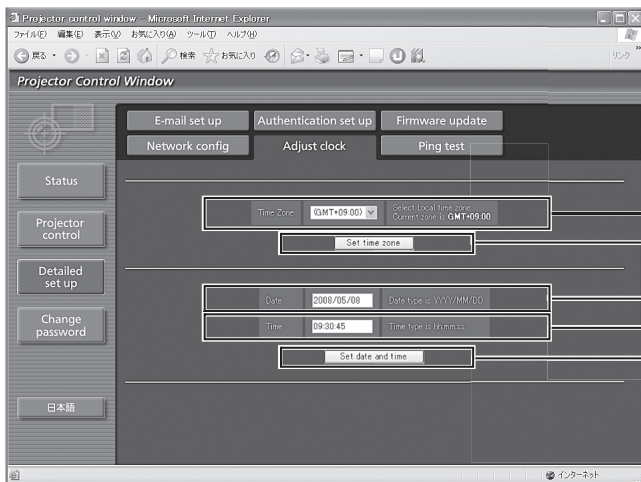 Projector control window - Microsoft Internet Explorer
ファイル(F) 編集(E) 表示(V) お気に入り(A) ツール(T) ヘルプ(H)
戻る 検索 お気に入り リンク »
Projector Control Window
E-mail set up Authentication set up Firmware update
Network config Adjust clock Ping test
Status
Time Zone (GMT+09:00) Select Local time zone
Current zone is GMT+09:00
Set time zone
Projector
control
Detailed
set up
Date 2008/05/08 Date type is YYYY/MM/DD
Time 09:30:45 Time type is hh:mm:ss
Set date and time
Change
password
日本語
インターネット